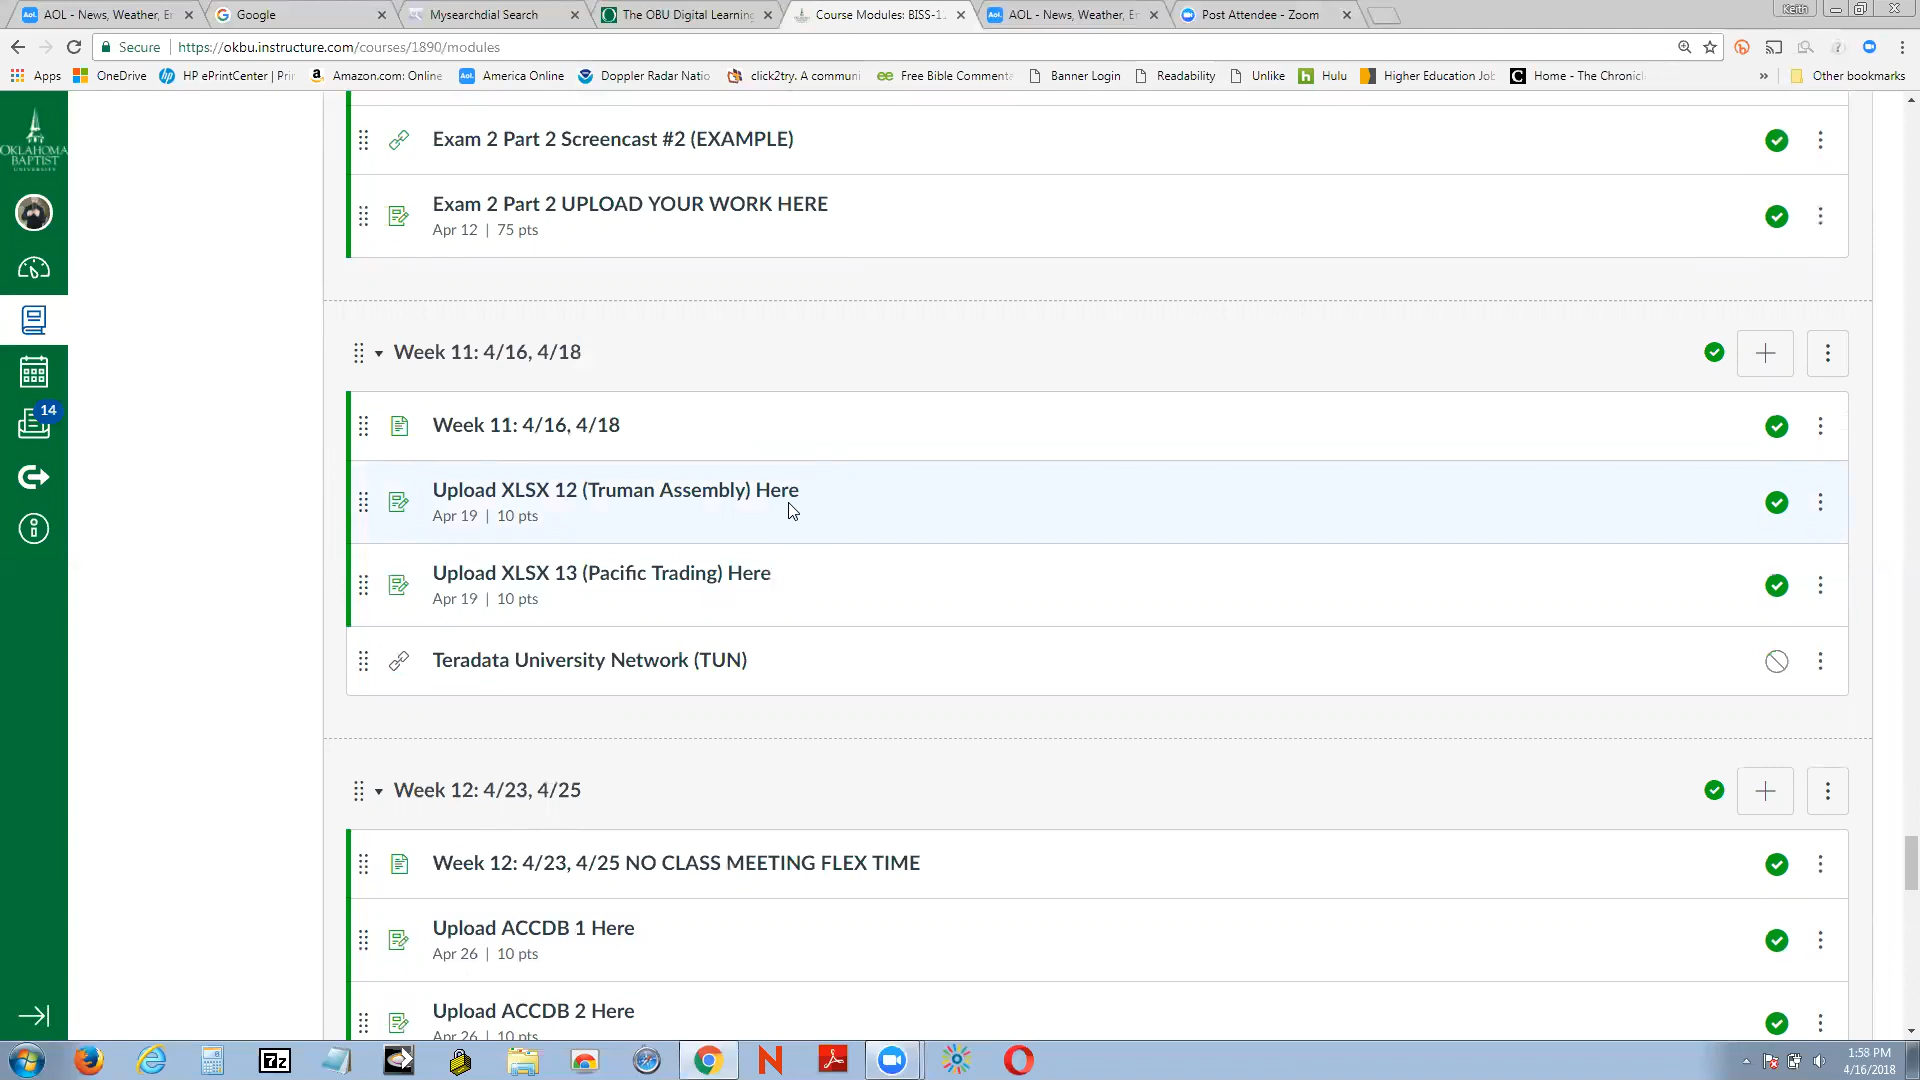 AOL - News, Weather, Er
Google
Mysearchdial Search
The OBU Digital Learning
Course Modules: BISS-1
AOL - News, Weather, Er
Post Attendee - Zoom
Keith
Secure
https://okbu.instructure.com/courses/1890/modules
Apps
OneDrive
HP ePrintCenter | Pri
Amazon.com: Online
America Online
Doppler Radar Natio
click2try. A communi
Free Bible Comment
Banner Login
Readability
Unlike
Hulu
Higher Education Jo
Home - The Chronicl
»
Other bookmarks
OKLAHOMA
BAPTIST
UNIVERSITY
14
Exam 2 Part 2 Screencast #2 (EXAMPLE)
Exam 2 Part 2 UPLOAD YOUR WORK HERE
Apr 12 | 75 pts
Week 11: 4/16, 4/18
Week 11: 4/16, 4/18
Upload XLSX 12 (Truman Assembly) Here
Apr 19 | 10 pts
Upload XLSX 13 (Pacific Trading) Here
Apr 19 | 10 pts
Teradata University Network (TUN)
Week 12: 4/23, 4/25
Week 12: 4/23, 4/25 NO CLASS MEETING FLEX TIME
Upload ACCDB 1 Here
Apr 26 | 10 pts
Upload ACCDB 2 Here
Apr 26 | 10 pts
7z
1:58 PM
4/16/2018